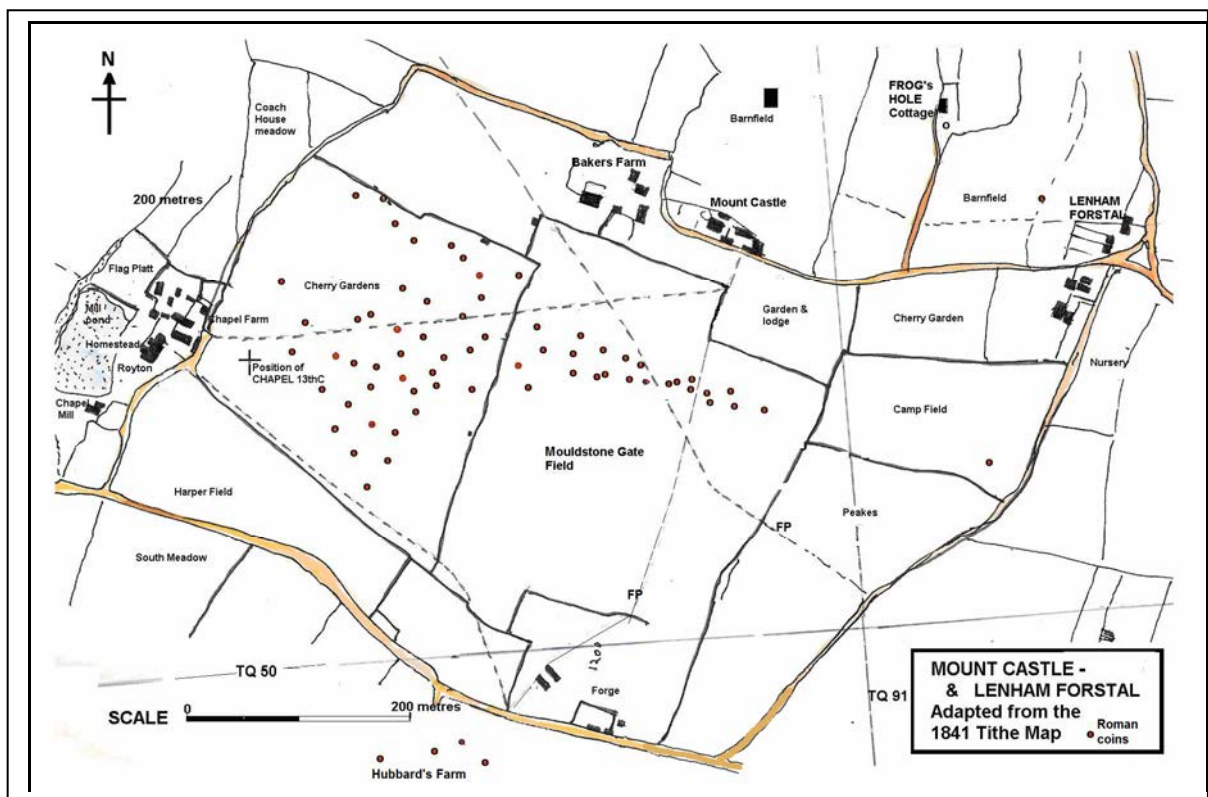 N
Coach
House
meadow
200 metres
Barnfield
FROG's
HOLE
Cottage
Bakers Farm
Mount Castle
Barnfield
LENHAM
FORSTAL
Flag Platt
Cherry Gardens
Mill
pond
Chapel Farm
Garden &
lodge
Cherry Garden
Homestead
Royton
Position of
CHAPEL 13thC
Nursery
Chapel
Mill
Camp Field
Mouldstone Gate
Field
Harper Field
Peakes
FP
South Meadow
FP
TQ 50
1200
Forge
TQ 91
SCALE
0
200 metres
Hubbard's Farm
MOUNT CASTLE -
& LENHAM FORSTAL
Adapted from the
1841 Tithe Map
Roman
coins